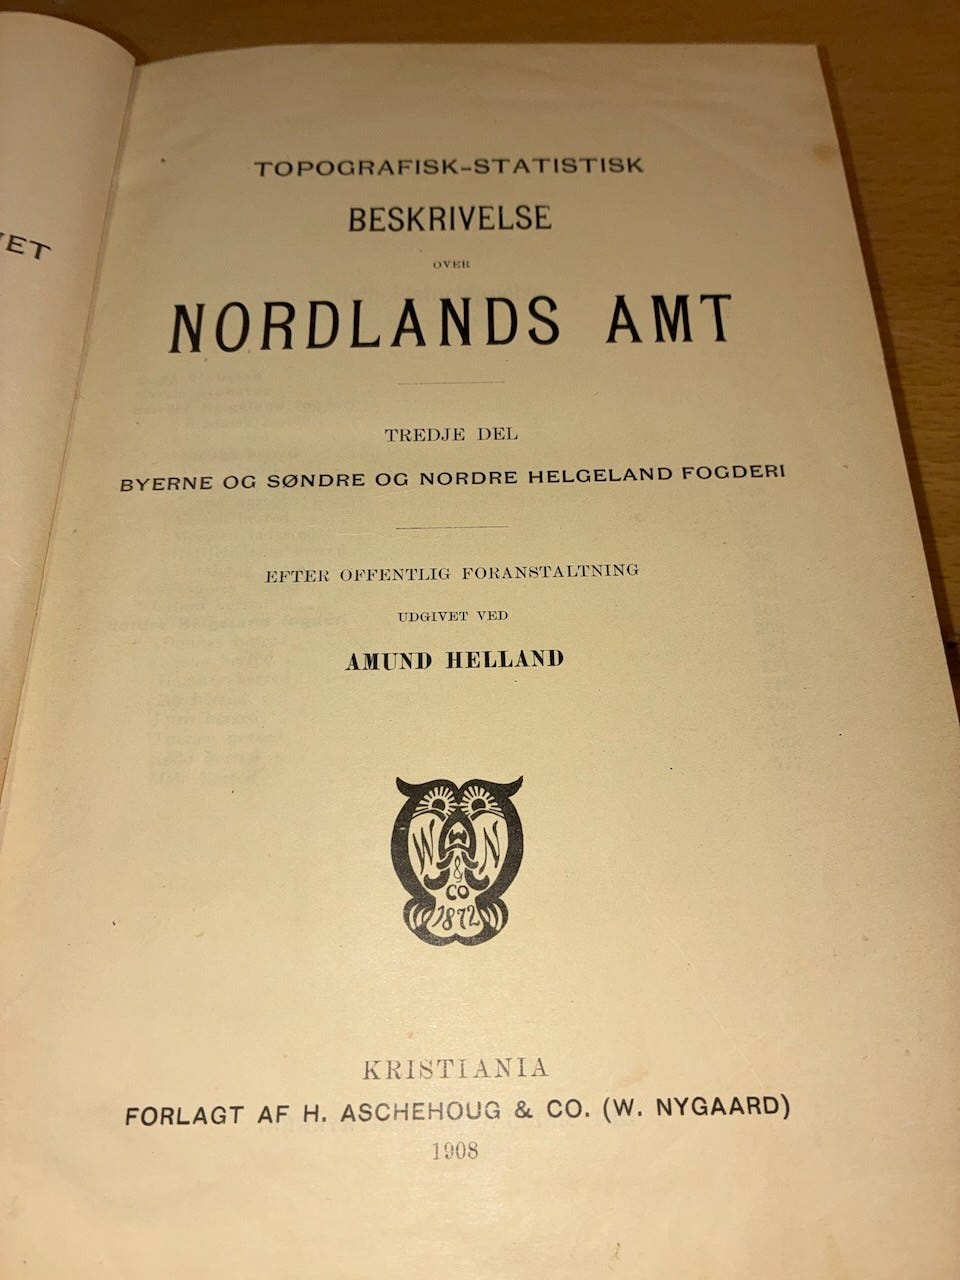 VET
TOPOGRAFISK-STATISTISK
BESKRIVELSE
OVER
NORDLANDS AMT
TREDJE DEL
BYERNE OG SØNDRE OG NORDRE HELGELAND FOGDERI
EFTER OFFENTLIG FORANSTALTNING
UDGIVET VED
AMUND HELLAND
W N
& CO
1872
KRISTIANIA
FORLAGT AF H. ASCHEHOUG & CO. (W. NYGAARD)
1908